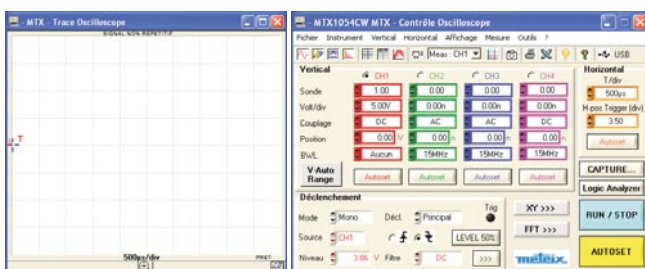 MTX - Trace Oscilloscope
SIGNAL NON REPETITIF
T
500µs/div
PRET
MTX1054CW MTX - Contrôle Oscilloscope
Fichier Instrument Vertical Horizontal Affichage Mesure Outils ?
Meas : CH1 USB
Vertical
CH1 CH2 CH3 CH4
Sonde 1.00 0.00 0.00 0.00
Volt/div 5.00V 0.00n 0.00n 0.00n
Couplage DC AC AC DC
Position 0.00 V 0.00 0.00 0.00
BWL Aucun 15MHz 15MHz 15MHz
V-Auto Range Autoset Autoset Autoset Autoset
Horizontal
T/div
500µs
H-pos Trigger (div)
3.50
Autoset
CAPTURE...
Logic Analyzer
RUN / STOP
AUTOSET
Déclenchement
Mode Mono Décl. Principal Trig
Source CH1 LEVEL 50%
Niveau 3.86 V Filtre DC >>>
XY >>>
FFT >>>
metrix